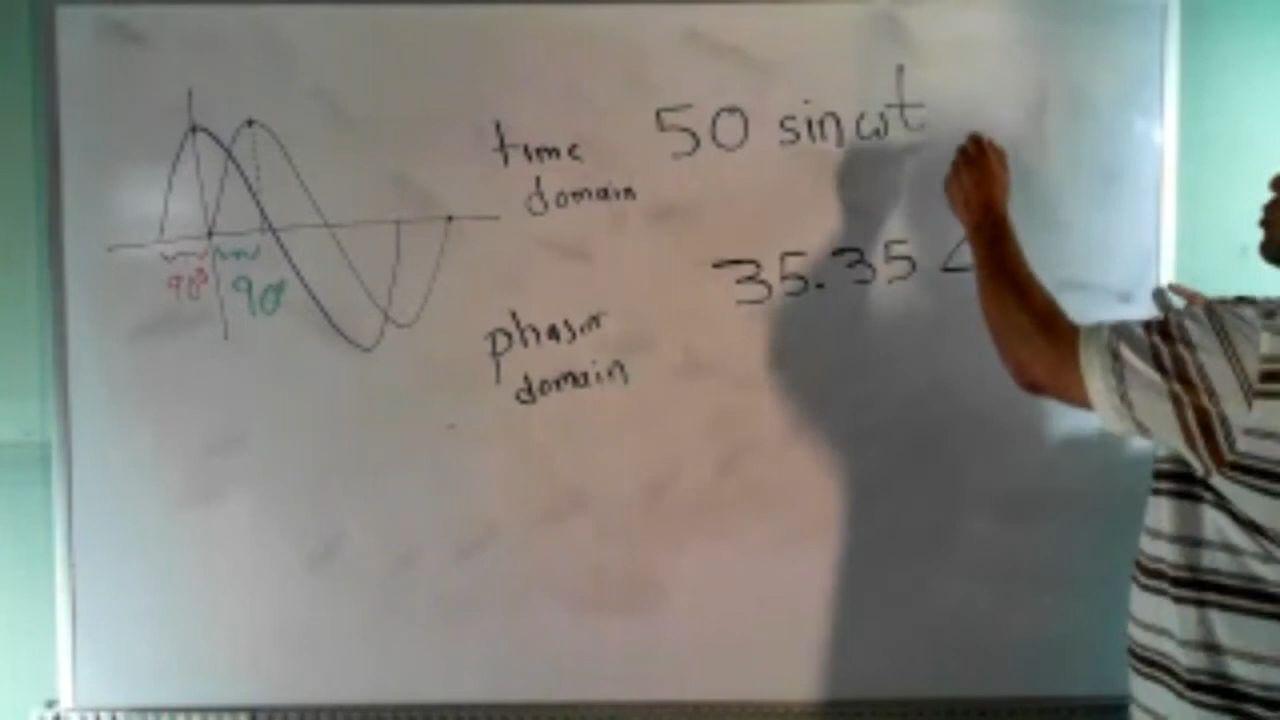 time
domain
50 sin ωt
35.35 ∠
90° 90°
phasor
domain